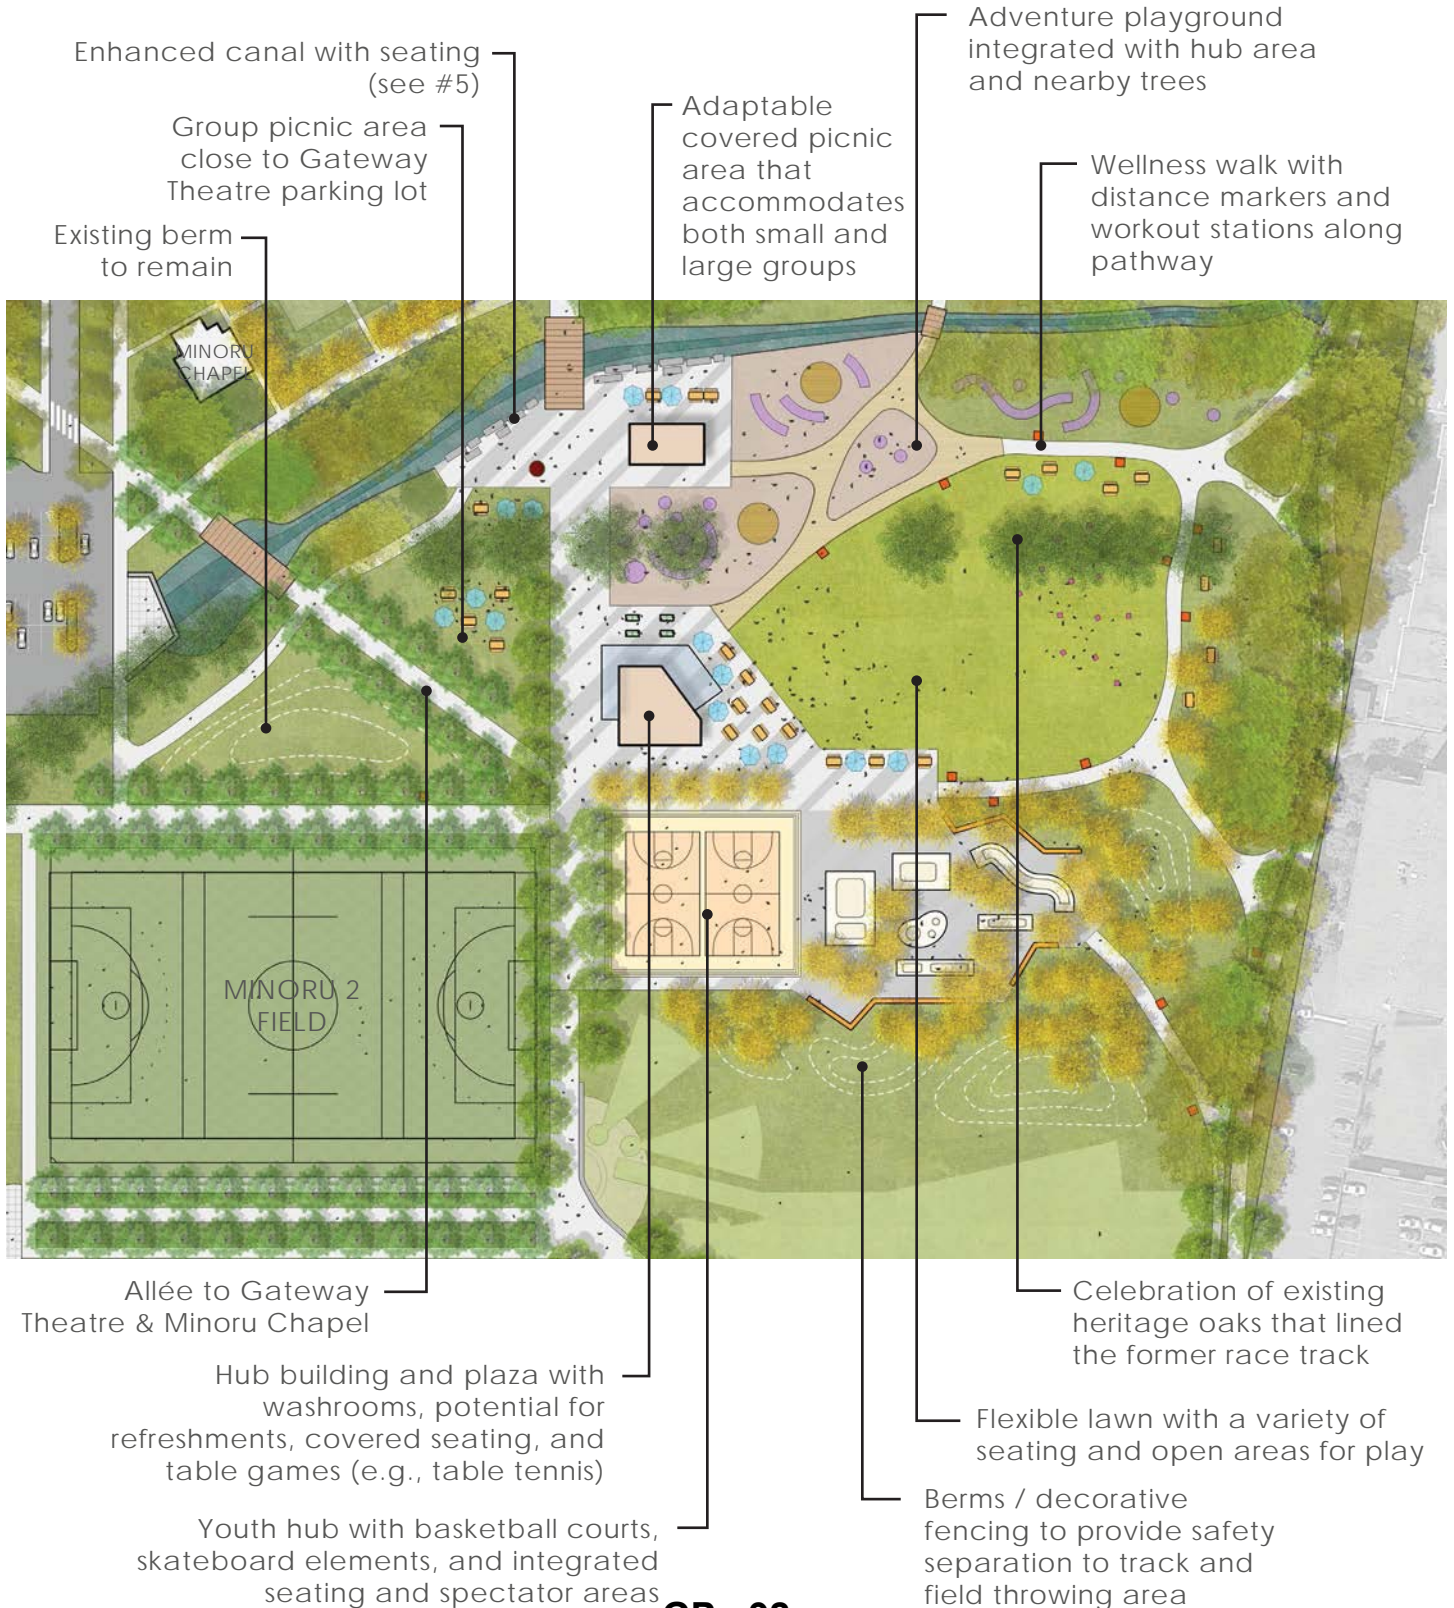 Adventure playground
integrated with hub area
and nearby trees
Enhanced canal with seating
(see #5)
Adaptable
covered picnic
area that
accommodates
both small and
large groups
Group picnic area
close to Gateway
Theatre parking lot
Wellness walk with
distance markers and
workout stations along
pathway
Existing berm
to remain
MINORU
CHAPEL
MINORU 2
FIELD
Allée to Gateway
Theatre & Minoru Chapel
Celebration of existing
heritage oaks that lined
the former race track
Hub building and plaza with
washrooms, potential for
refreshments, covered seating, and
table games (e.g., table tennis)
Flexible lawn with a variety of
seating and open areas for play
Berms / decorative
fencing to provide safety
separation to track and
field throwing area
Youth hub with basketball courts,
skateboard elements, and integrated
seating and spectator areas